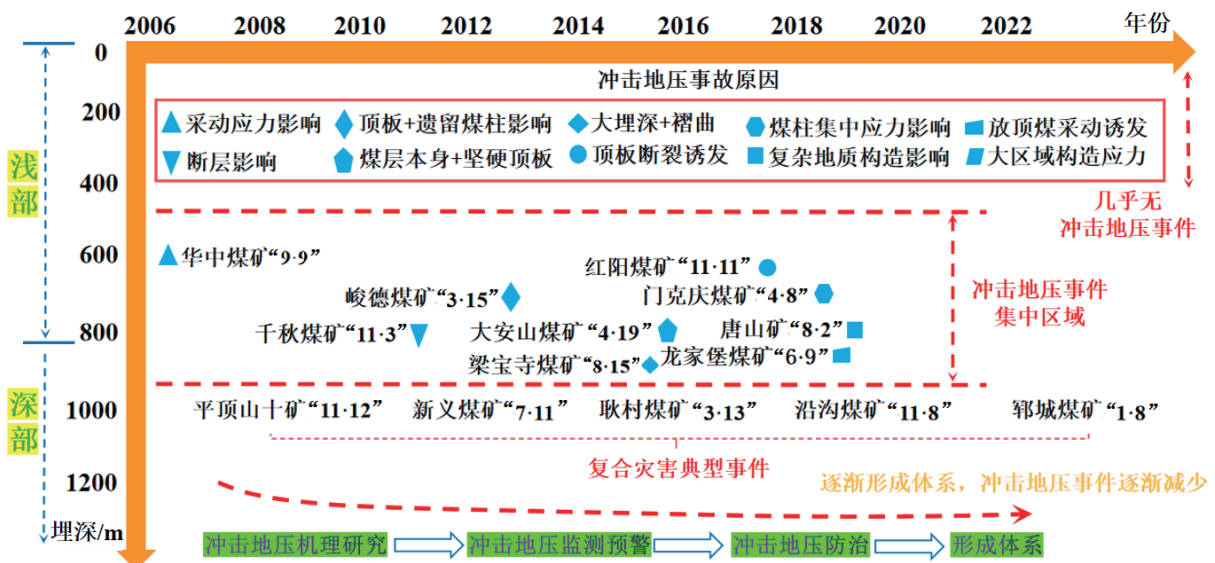 2006 2008 2010 2012 2014 2016 2018 2020 2022 年份
0
冲击地压事故原因
200
采动应力影响 顶板+遗留煤柱影响 大埋深+褶曲 煤柱集中应力影响 放顶煤采动诱发
断层影响 煤层本身+坚硬顶板 顶板断裂诱发 复杂地质构造影响 大区域构造应力
浅部
400
几乎无
冲击地压事件
600
华中煤矿“9·9”
红阳煤矿“11·11”
峻德煤矿“3·15”
门克庆煤矿“4·8”
冲击地压事件
集中区域
800
千秋煤矿“11·3”
大安山煤矿“4·19”
唐山矿“8·2”
梁宝寺煤矿“8·15”
龙家堡煤矿“6·9”
深部
1000
平顶山十矿“11·12” 新义煤矿“7·11” 耿村煤矿“3·13” 沿沟煤矿“11·8” 郓城煤矿“1·8”
复合灾害典型事件
1200
逐渐形成体系，冲击地压事件逐渐减少
埋深/m
冲击地压机理研究 冲击地压监测预警 冲击地压防治 形成体系